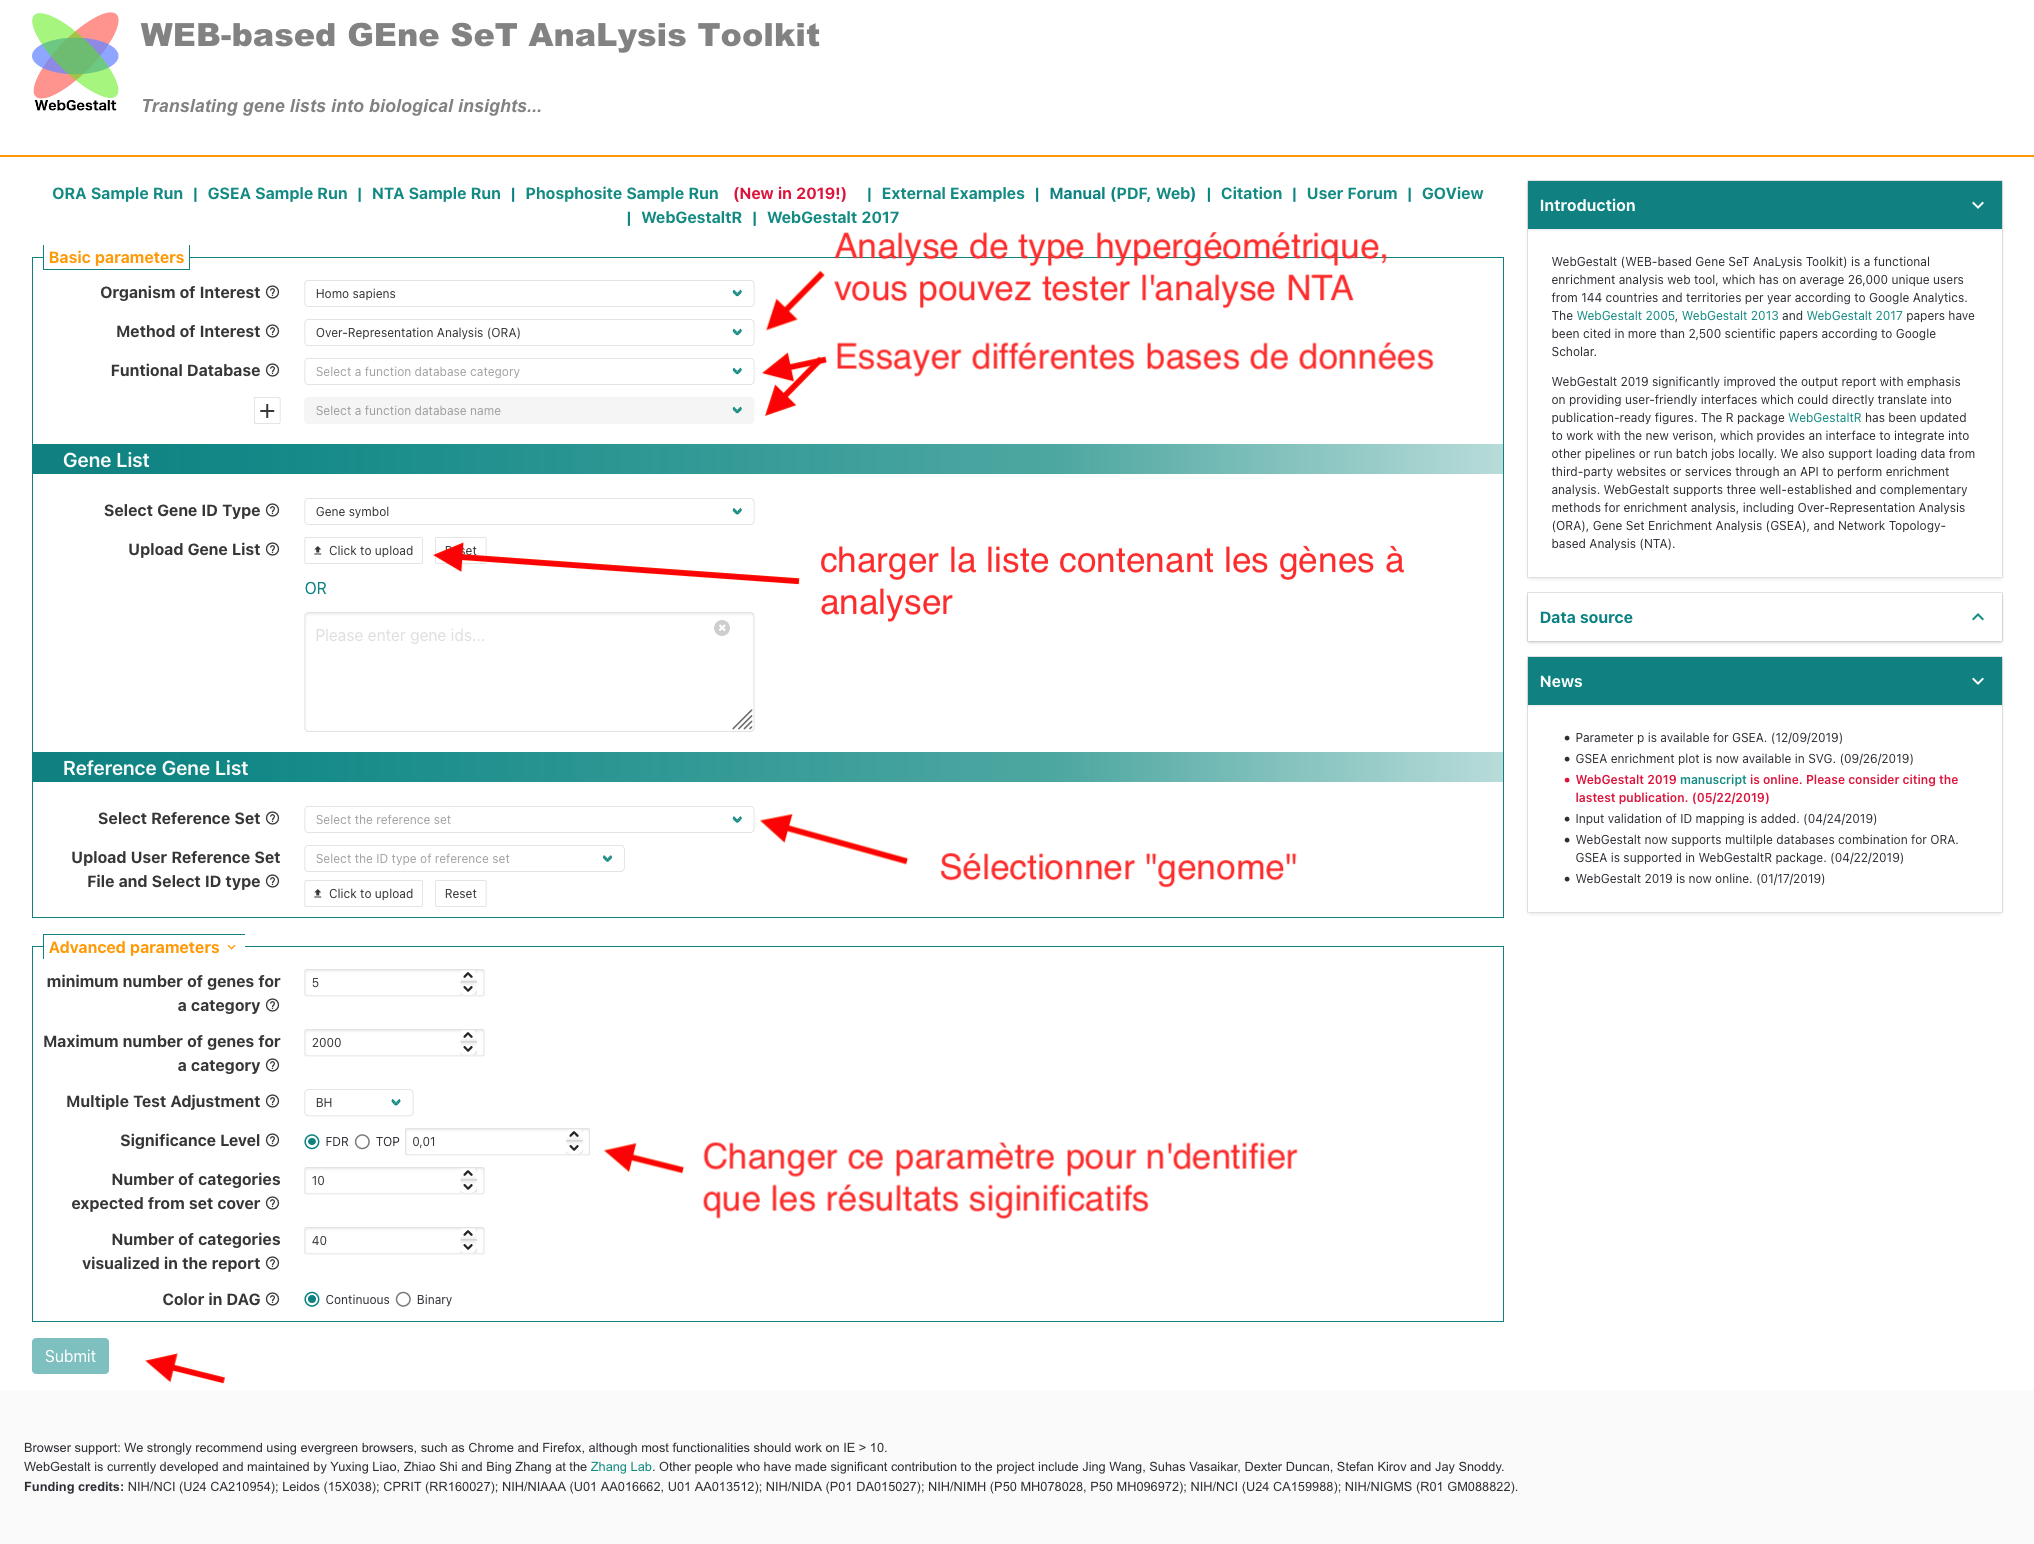 WebGestalt
WEB-based GEne SeT AnaLysis Toolkit
Translating gene lists into biological insights...
ORA Sample Run | GSEA Sample Run | NTA Sample Run | Phosphosite Sample Run (New in 2019!) | External Examples | Manual (PDF, Web) | Citation | User Forum | GOView
| WebGestaltR | WebGestalt 2017
Basic parameters
Analyse de type hypergéométrique,
vous pouvez tester l'analyse NTA
Organism of Interest
Homo sapiens
Method of Interest
Over-Representation Analysis (ORA)
Funtional Database
Select a function database category
Essayer différentes bases de données
+
Select a function database name
Gene List
Select Gene ID Type
Gene symbol
Upload Gene List
Click to upload
Reset
charger la liste contenant les gènes à
analyser
OR
Please enter gene ids...
Reference Gene List
Select Reference Set
Select the reference set
Sélectionner "genome"
Upload User Reference Set
File and Select ID type
Select the ID type of reference set
Click to upload
Reset
Advanced parameters
minimum number of genes for
a category
5
Maximum number of genes for
a category
2000
Multiple Test Adjustment
BH
Significance Level
FDR TOP 0,01
Changer ce paramètre pour n'dentifier
que les résultats siginificatifs
Number of categories
expected from set cover
10
Number of categories
visualized in the report
40
Color in DAG
Continuous Binary
Submit
Introduction
WebGestalt (WEB-based Gene SeT AnaLysis Toolkit) is a functional
enrichment analysis web tool, which has on average 26,000 unique users
from 144 countries and territories per year according to Google Analytics.
The WebGestalt 2005, WebGestalt 2013 and WebGestalt 2017 papers have
been cited in more than 2,500 scientific papers according to Google
Scholar.
WebGestalt 2019 significantly improved the output report with emphasis
on providing user-friendly interfaces which could directly translate into
publication-ready figures. The R package WebGestaltR has been updated
to work with the new verison, which provides an interface to integrate into
other pipelines or run batch jobs locally. We also support loading data from
third-party websites or services through an API to perform enrichment
analysis. WebGestalt supports three well-established and complementary
methods for enrichment analysis, including Over-Representation Analysis
(ORA), Gene Set Enrichment Analysis (GSEA), and Network Topology-
based Analysis (NTA).
Data source
News
• Parameter p is available for GSEA. (12/09/2019)
• GSEA enrichment plot is now available in SVG. (09/26/2019)
• WebGestalt 2019 manuscript is online. Please consider citing the
lastest publication. (05/22/2019)
• Input validation of ID mapping is added. (04/24/2019)
• WebGestalt now supports multilple databases combination for ORA.
GSEA is supported in WebGestaltR package. (04/22/2019)
• WebGestalt 2019 is now online. (01/17/2019)
Browser support: We strongly recommend using evergreen browsers, such as Chrome and Firefox, although most functionalities should work on IE > 10.
WebGestalt is currently developed and maintained by Yuxing Liao, Zhiao Shi and Bing Zhang at the Zhang Lab. Other people who have made significant contribution to the project include Jing Wang, Suhas Vasaikar, Dexter Duncan, Stefan Kirov and Jay Snoddy.
Funding credits: NIH/NCI (U24 CA210954); Leidos (15X038); CPRIT (RR160027); NIH/NIAAA (U01 AA016662, U01 AA013512); NIH/NIDA (P01 DA015027); NIH/NIMH (P50 MH078028, P50 MH096972); NIH/NCI (U24 CA159988); NIH/NIGMS (R01 GM088822).